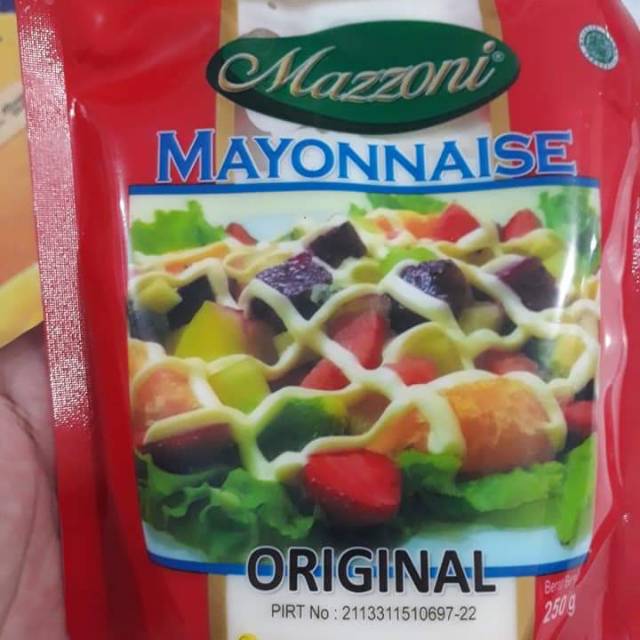 Mazzoni®
MAYONNAISE
ORIGINAL
PIRT No : 2113311510697-22
250 g